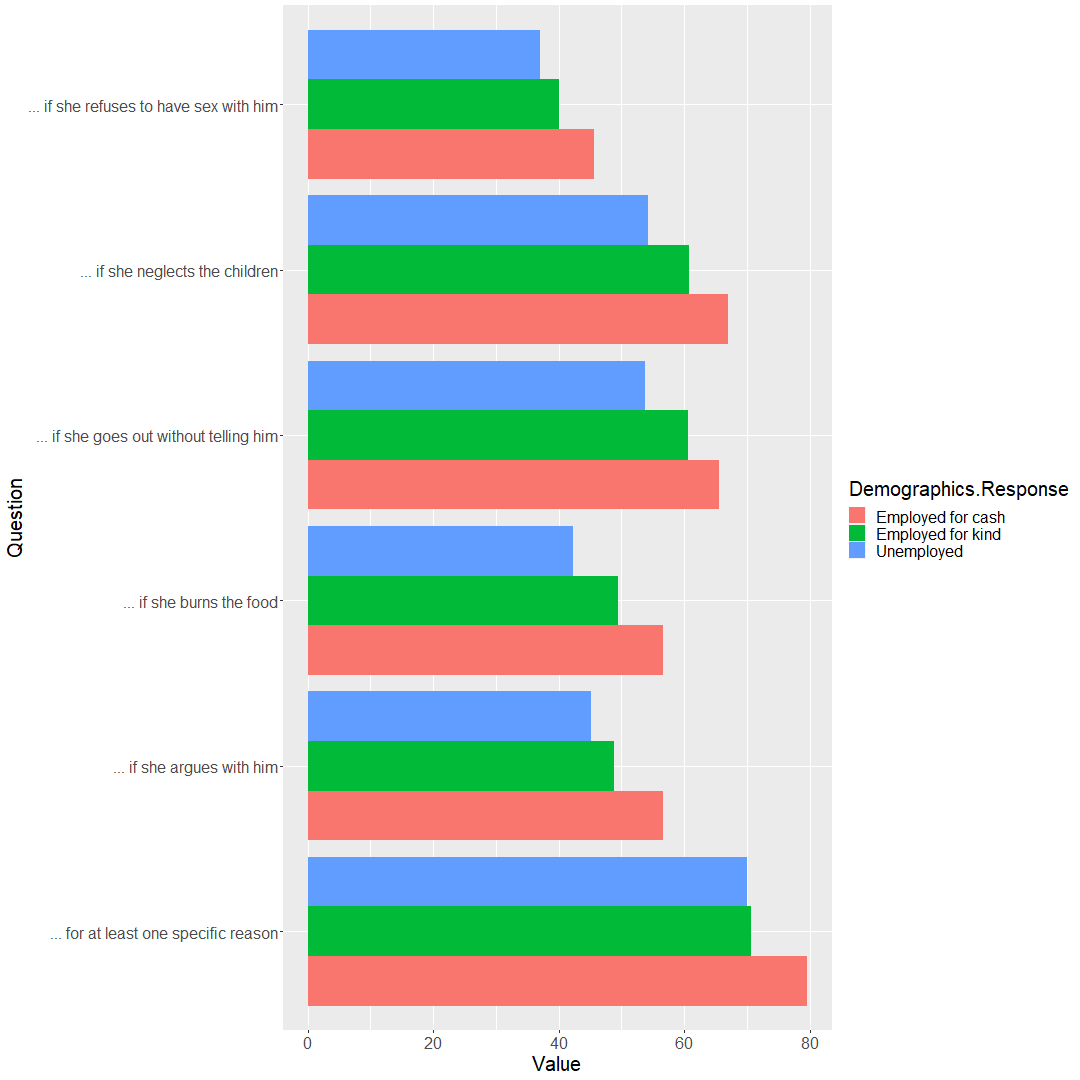 ... if she refuses to have sex with him
... if she neglects the children
... if she goes out without telling him
... if she burns the food
... if she argues with him
... for at least one specific reason
Question
0 20 40 60 80
Value
Demographics.Response
Employed for cash
Employed for kind
Unemployed